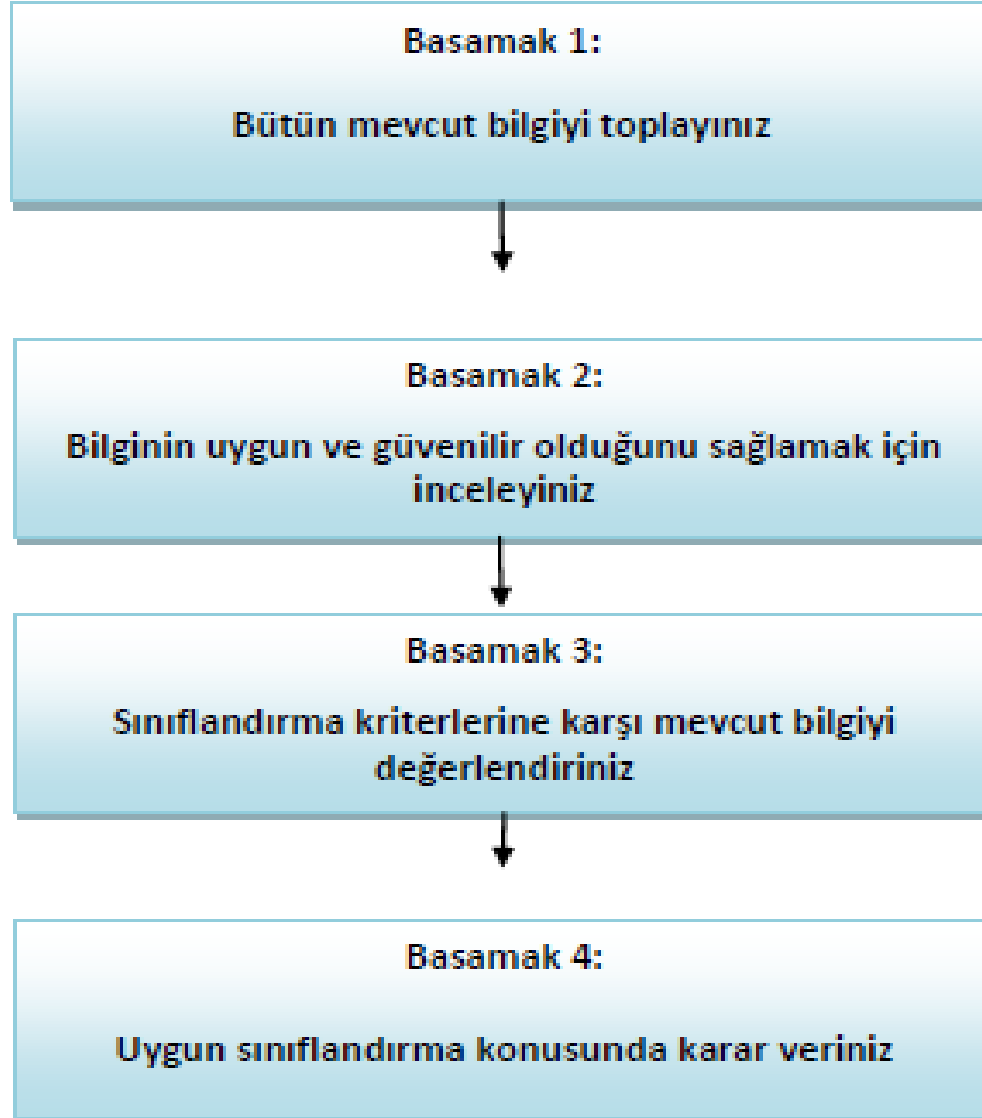 Basamak 1:
Bütün mevcut bilgiyi toplayınız
Basamak 2:
Bilginin uygun ve güvenilir olduğunu sağlamak için
inceleyiniz
Basamak 3:
Sınıflandırma kriterlerine karşı mevcut bilgiyi
değerlendiriniz
Basamak 4:
Uygun sınıflandırma konusunda karar veriniz